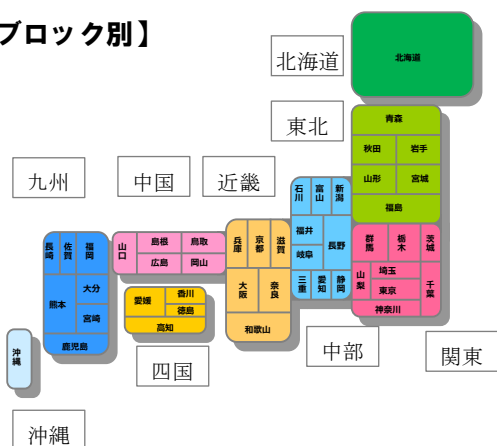 ブロック別】
北海道
北海道
東北
青森
秋田 岩手
山形 宮城
福島
九州
中国
近畿
石川 富山 新潟
福井 長野
岐阜
三重 愛知 静岡
群馬 栃木 茨城
山梨 埼玉 千葉
東京
神奈川
兵庫 京都 滋賀
大阪 奈良
和歌山
山口 島根 鳥取
広島 岡山
長崎 佐賀 福岡
熊本 大分
宮崎
鹿児島
愛媛 香川
徳島
高知
沖縄
四国
中部
関東
沖縄